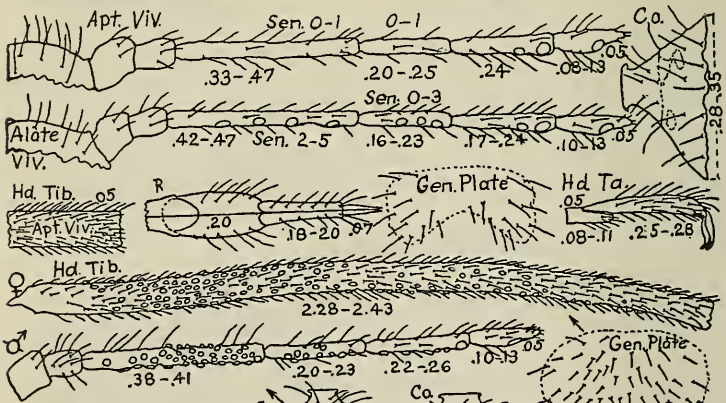 Apt. Viv. Sen. 0-1 0-1 Ca.
.33-.47 .20-.25 .24 .08-.13 .05
.28-.35
Sen. 0-3
Alate Viv. .42-.47 Sen. 2-5 .16-.23 .17-.24 .10-.13 .05
Hd. Tib. .05 R Gen. Plate Hd. Ta.
Apt. Viv. .20 .18-.20 .07 .05 .08-.11 .25-.28
♀ Hd. Tib.
2.28-2.43
♂ .38-.41 .20-.23 .22-.26 .10-.13 .05
Gen. Plate
Ca.